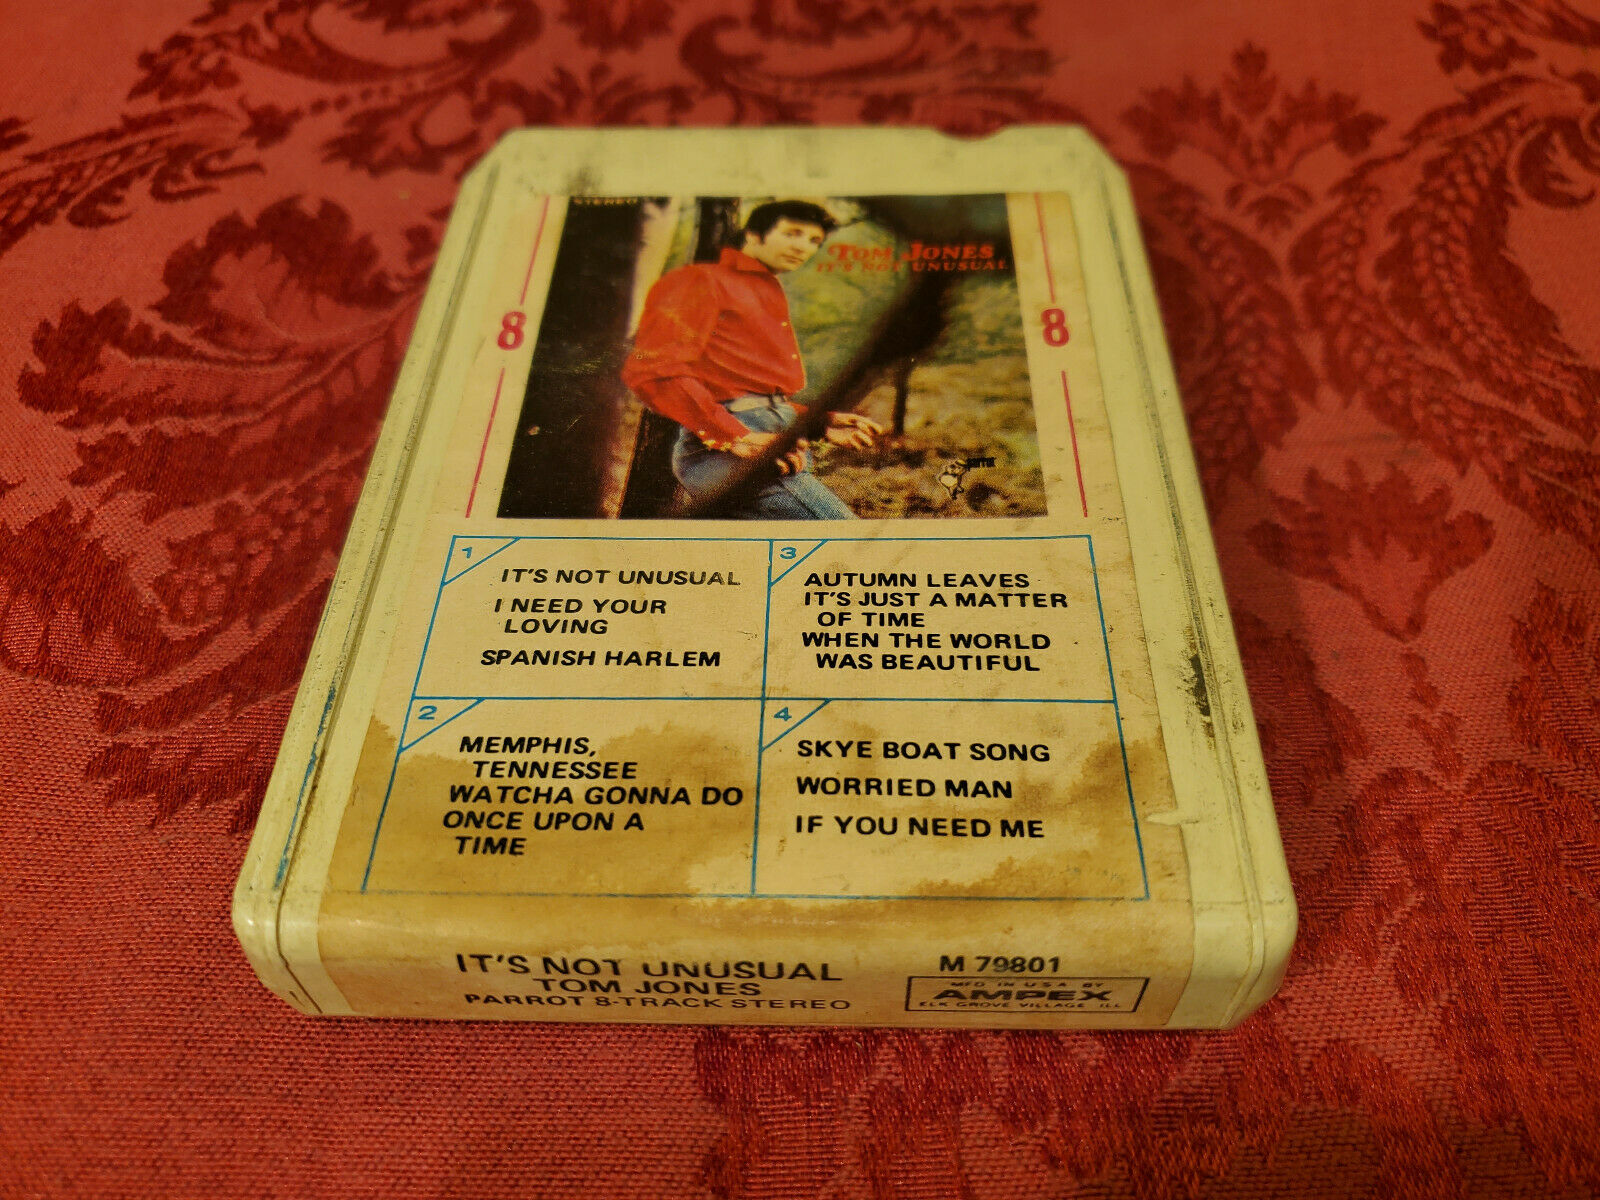 STEREO
TOM JONES
IT'S NOT UNUSUAL
8
8
parrot
1
IT'S NOT UNUSUAL
I NEED YOUR
LOVING
SPANISH HARLEM
3
AUTUMN LEAVES
IT'S JUST A MATTER
OF TIME
WHEN THE WORLD
WAS BEAUTIFUL
2
MEMPHIS,
TENNESSEE
WATCHA GONNA DO
ONCE UPON A
TIME
4
SKYE BOAT SONG
WORRIED MAN
IF YOU NEED ME
IT'S NOT UNUSUAL
TOM JONES
PARROT 8-TRACK STEREO
M 79801
MFD IN U.S.A. BY
AMPEX
ELK GROVE VILLAGE, ILL